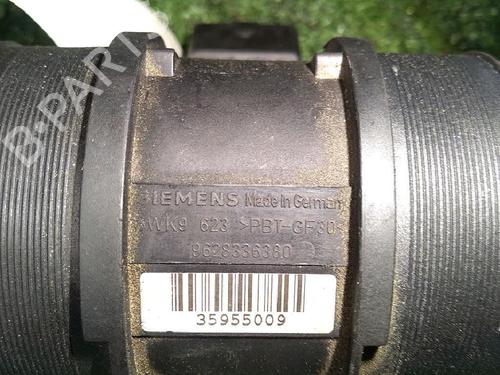 B-PARTS
SIEMENS Made in Germany
5WK9 623 >PBT-GF30<
9628336380
35955009